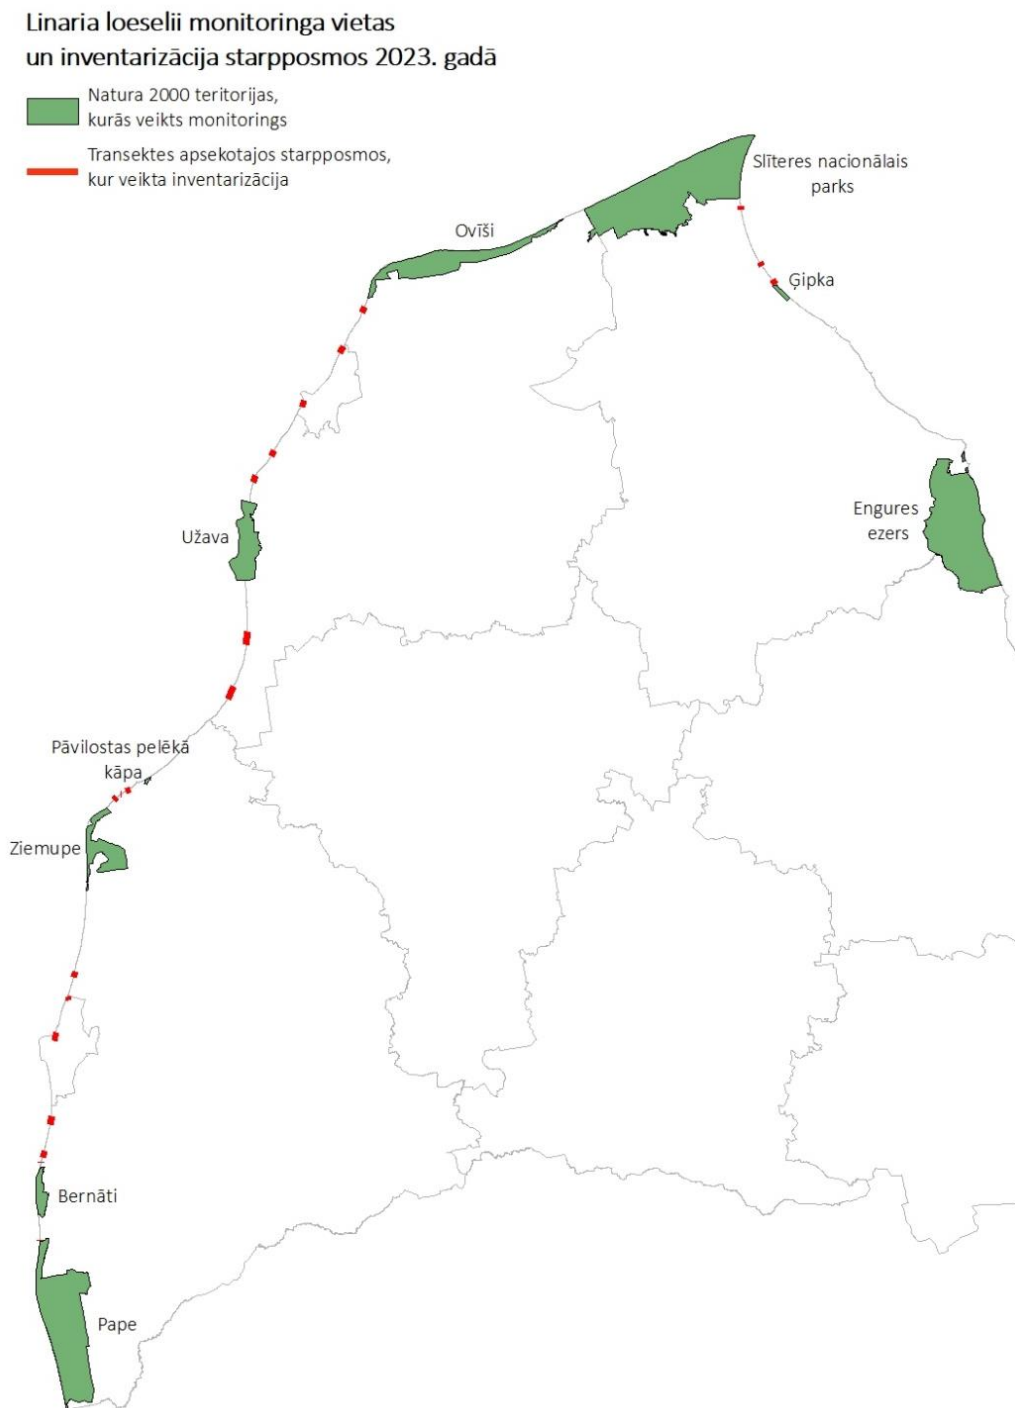 Linaria loeselii monitoringa vietas
un inventarizācija starpposmos 2023. gadā
Natura 2000 teritorijas,
kurās veikts monitorings
Transektes apsekotajos starpposmos,
kur veikta inventarizācija
Slīteres nacionālais
parks
Ovīši
Ģipka
Engures
ezers
Užava
Pāvilostas pelēkā
kāpa
Ziemupe
Bernāti
Pape